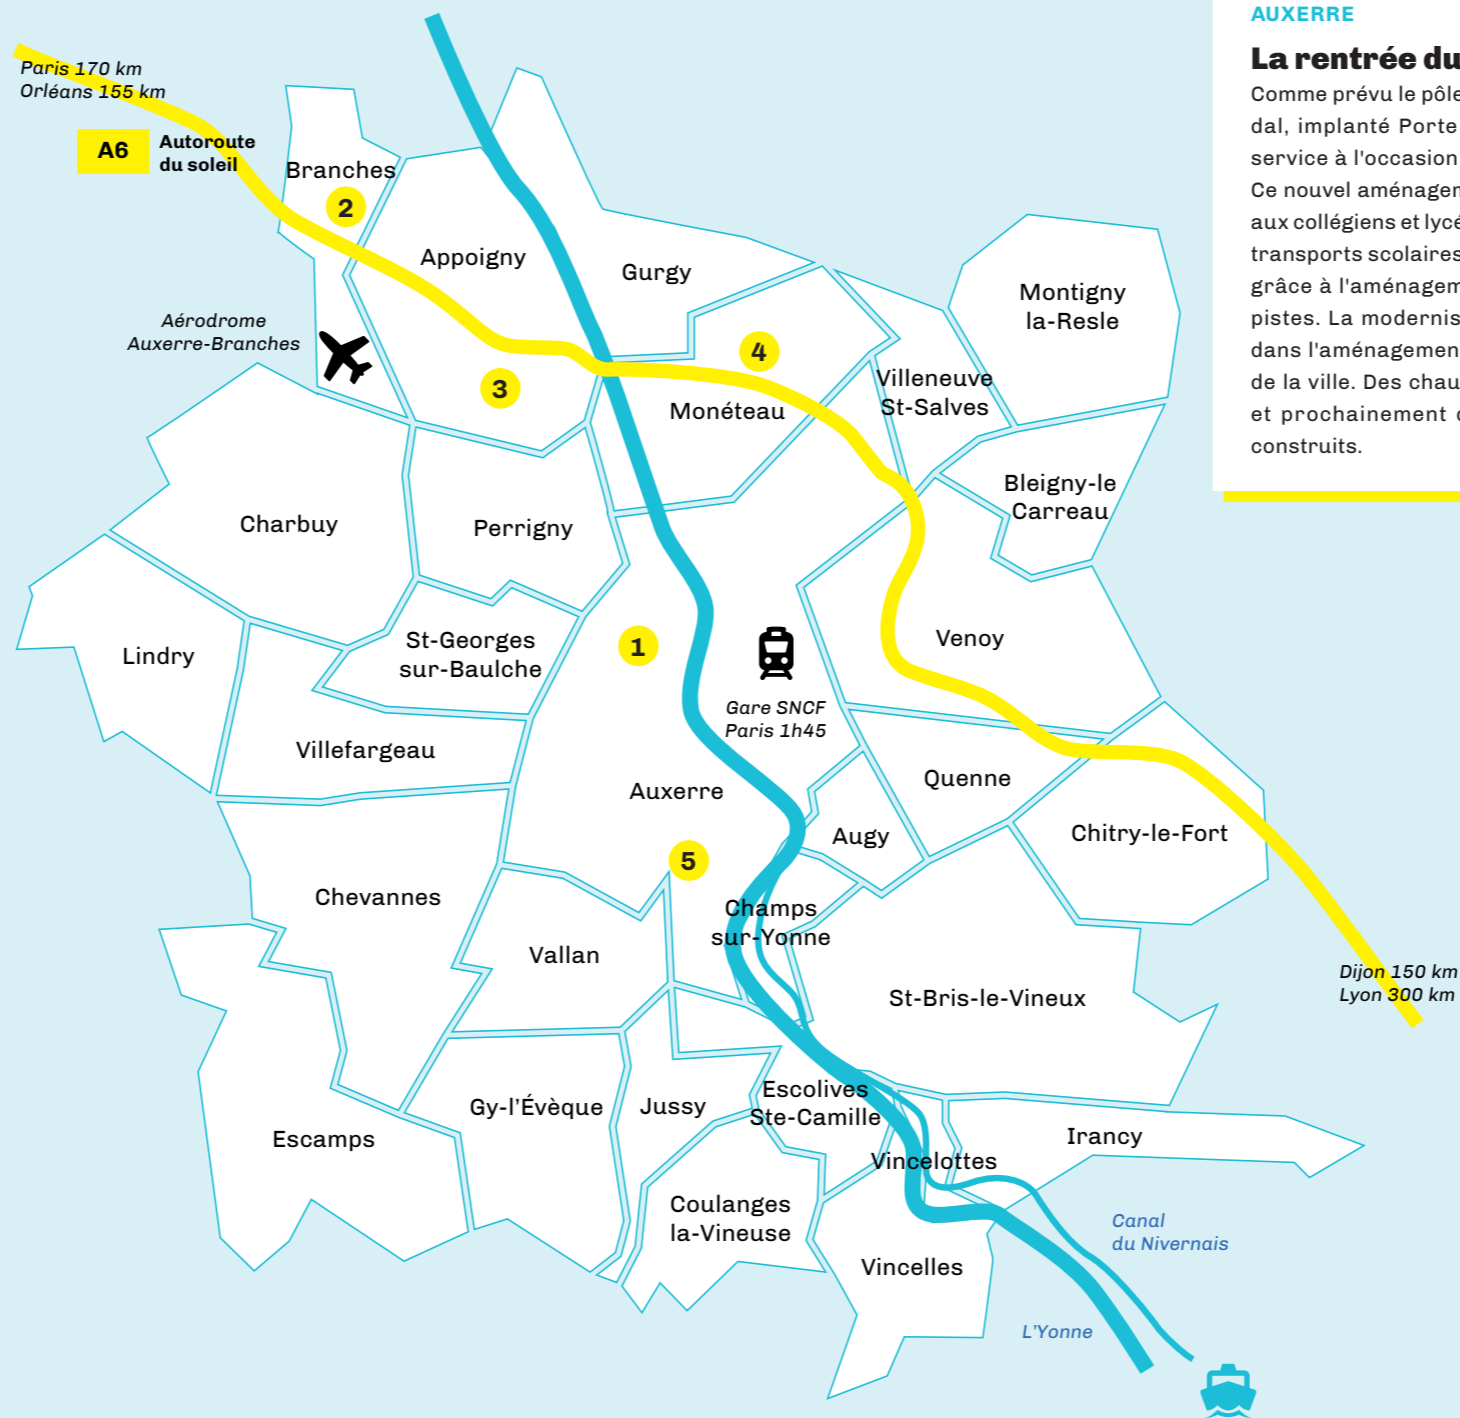 AUXERRE
La rentrée du
Comme prévu le pôle
dal, implanté Porte
service à l'occasion
Ce nouvel aménagem
aux collégiens et lycé
transports scolaires
grâce à l'aménagem
pistes. La modernis
dans l'aménagemen
de la ville. Des chau
et prochainement
construits.
Paris 170 km
Orléans 155 km
A6
Autoroute
du soleil
Branches
2
Appoigny
Gurgy
Montigny
la-Resle
Aérodrome
Auxerre-Branches
3
4
Monéteau
Villeneuve
St-Salves
Bleigny-le
Carreau
Charbuy
Perrigny
Lindry
St-Georges
sur-Baulche
1
Venoy
Gare SNCF
Paris 1h45
Villefargeau
Auxerre
Quenne
Augy
Chitry-le-Fort
5
Chevannes
Champs
sur-Yonne
Vallan
St-Bris-le-Vineux
Dijon 150 km
Lyon 300 km
Escolives
Ste-Camille
Gy-l’Évèque
Jussy
Escamps
Irancy
Vincelottes
Coulanges
la-Vineuse
Canal
du Nivernais
Vincelles
L’Yonne